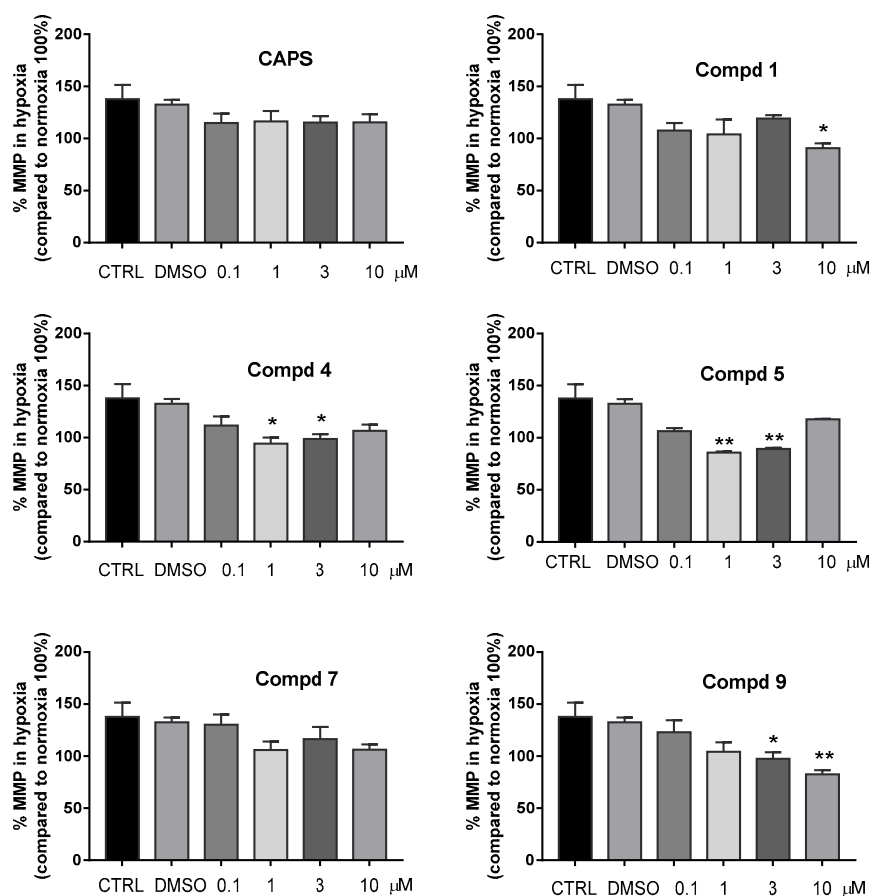 CAPS
% MMP in hypoxia
(compared to normoxia 100%)
200
150
100
50
0
CTRL DMSO 0.1 1 3 10 μM
Compd 1
% MMP in hypoxia
(compared to normoxia 100%)
200
150
100
50
0
*
CTRL DMSO 0.1 1 3 10 μM
Compd 4
% MMP in hypoxia
(compared to normoxia 100%)
200
150
100
50
0
* *
CTRL DMSO 0.1 1 3 10 μM
Compd 5
% MMP in hypoxia
(compared to normoxia 100%)
200
150
100
50
0
** **
CTRL DMSO 0.1 1 3 10 μM
Compd 7
% MMP in hypoxia
(compared to normoxia 100%)
200
150
100
50
0
CTRL DMSO 0.1 1 3 10 μM
Compd 9
% MMP in hypoxia
(compared to normoxia 100%)
200
150
100
50
0
* **
CTRL DMSO 0.1 1 3 10 μM